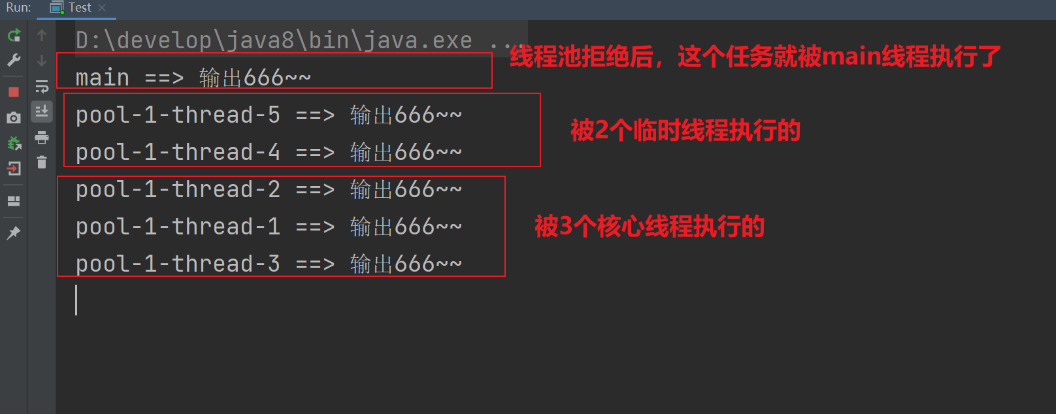 Run: Test
D:\develop\java8\bin\java.exe ...
main ==> 输出666~~
线程池拒绝后，这个任务就被main线程执行了
pool-1-thread-5 ==> 输出666~~
pool-1-thread-4 ==> 输出666~~
被2个临时线程执行的
pool-1-thread-2 ==> 输出666~~
pool-1-thread-1 ==> 输出666~~
pool-1-thread-3 ==> 输出666~~
被3个核心线程执行的